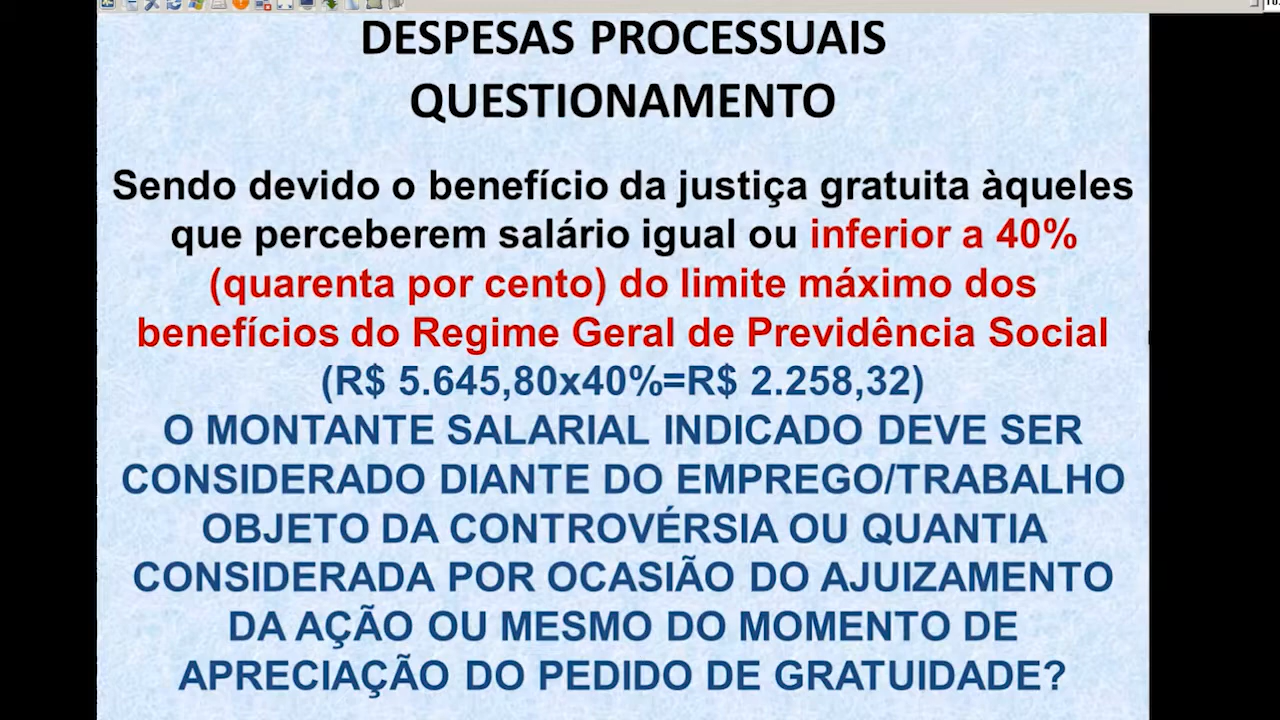 DESPESAS PROCESSUAIS
QUESTIONAMENTO
Sendo devido o benefício da justiça gratuita àqueles
que perceberem salário igual ou inferior a 40%
(quarenta por cento) do limite máximo dos
benefícios do Regime Geral de Previdência Social
(R$ 5.645,80x40%=R$ 2.258,32)
O MONTANTE SALARIAL INDICADO DEVE SER
CONSIDERADO DIANTE DO EMPREGO/TRABALHO
OBJETO DA CONTROVÉRSIA OU QUANTIA
CONSIDERADA POR OCASIÃO DO AJUIZAMENTO
DA AÇÃO OU MESMO DO MOMENTO DE
APRECIAÇÃO DO PEDIDO DE GRATUIDADE?